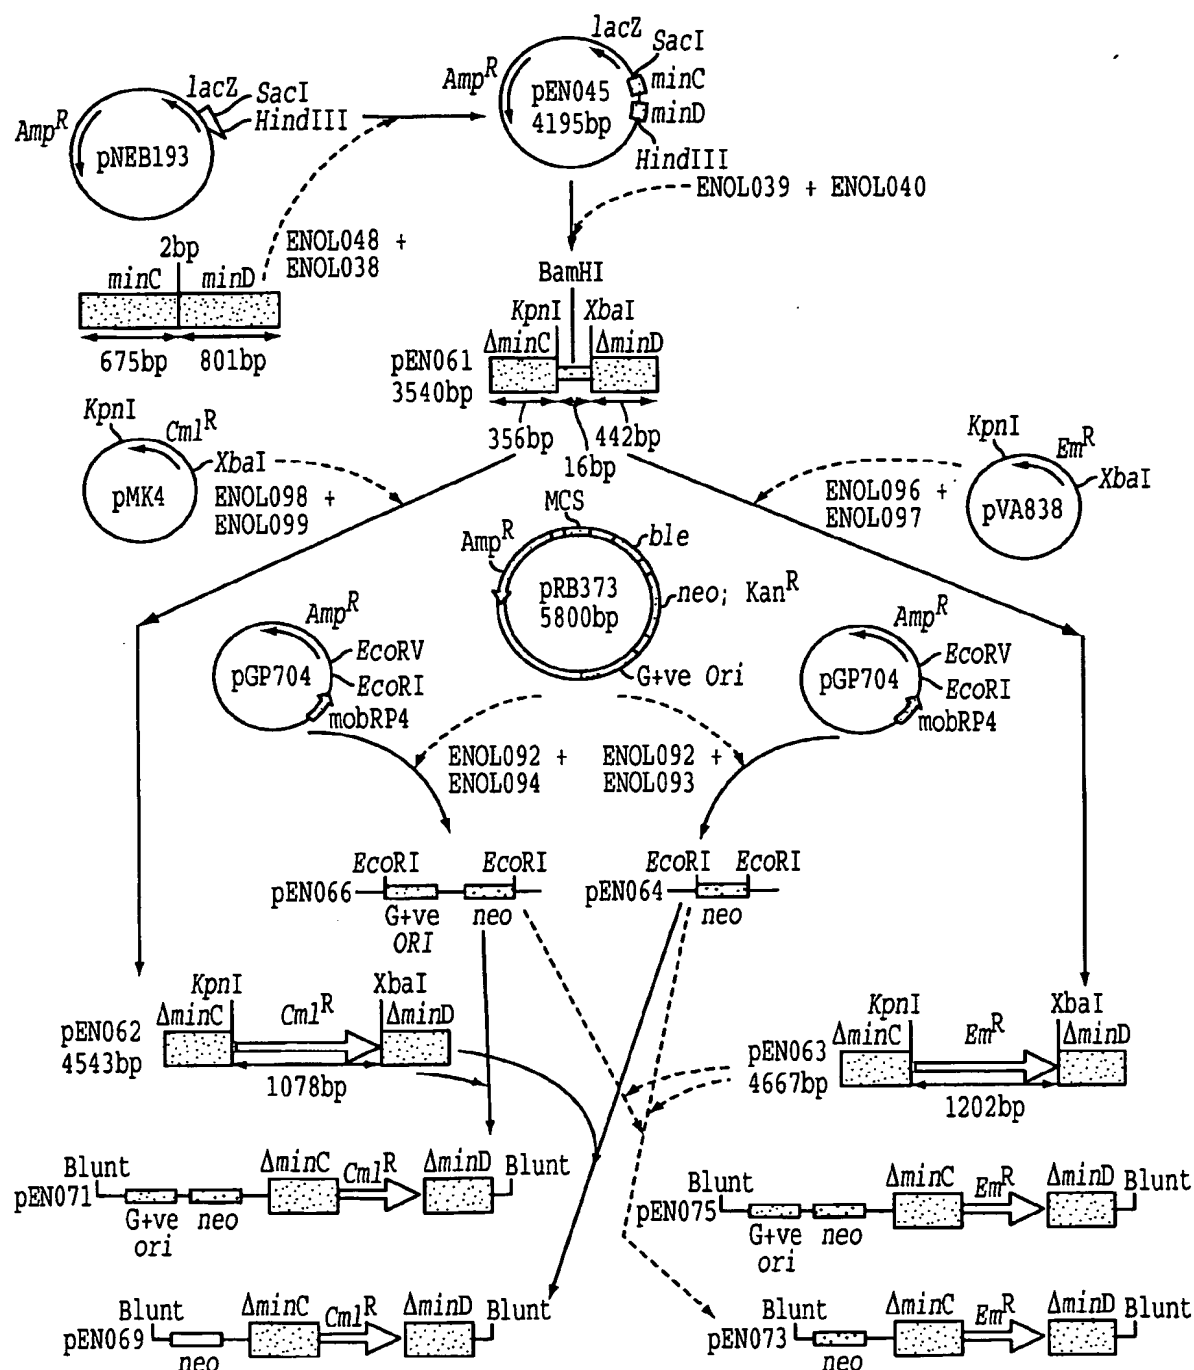 lacZ
SacI
HindIII
AmpR
pNEB193
lacZ
SacI
minC
minD
HindIII
AmpR
pEN045
4195bp
ENOL039 + ENOL040
ENOL048 +
ENOL038
2bp
minC minD
675bp 801bp
BamHI
KpnI XbaI
ΔminC ΔminD
pEN061
3540bp
356bp 442bp
16bp
KpnI
CmlR
XbaI
pMK4
ENOL098 +
ENOL099
KpnI
EmR
XbaI
pVA838
ENOL096 +
ENOL097
MCS
AmpR
ble
pRB373
5800bp
neo; KanR
G+ve Ori
AmpR
EcoRV
EcoRI
pGP704
mobRP4
AmpR
EcoRV
EcoRI
pGP704
mobRP4
ENOL092 +
ENOL094
ENOL092 +
ENOL093
EcoRI EcoRI
pEN066
G+ve
ORI
neo
EcoRI EcoRI
pEN064
neo
KpnI XbaI
ΔminC CmlR ΔminD
pEN062
4543bp
1078bp
KpnI XbaI
ΔminC EmR ΔminD
pEN063
4667bp
1202bp
Blunt ΔminC CmlR ΔminD Blunt
pEN071
G+ve
ori
neo
Blunt ΔminC EmR ΔminD Blunt
pEN075
G+ve
ori
neo
Blunt ΔminC CmlR ΔminD Blunt
pEN069
neo
Blunt ΔminC EmR ΔminD Blunt
pEN073
neo